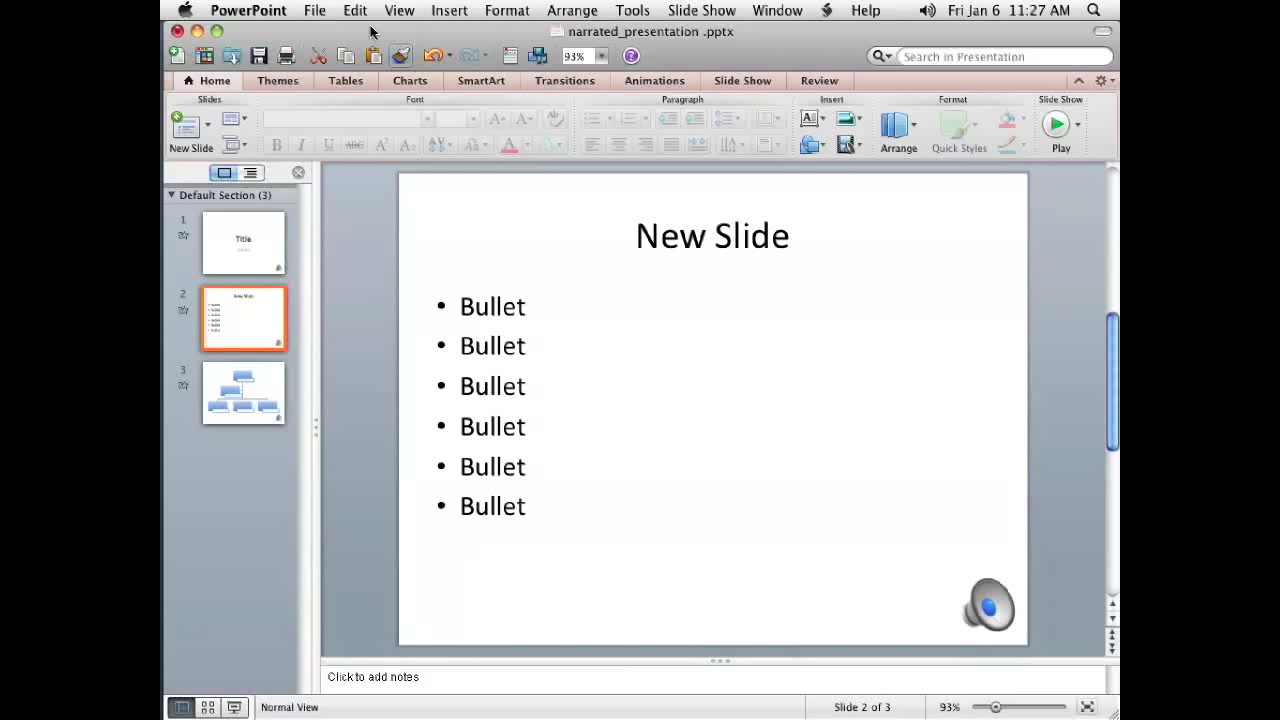 PowerPoint File Edit View Insert Format Arrange Tools Slide Show Window Help Fri Jan 6 11:27 AM
narrated_presentation .pptx
93% Search in Presentation
Home Themes Tables Charts SmartArt Transitions Animations Slide Show Review
Slides Font Paragraph Insert Format Slide Show
New Slide B I U ABC Arrange Quick Styles Play
Default Section (3)
1
Title
2
New Slide
3
New Slide
• Bullet
• Bullet
• Bullet
• Bullet
• Bullet
• Bullet
Click to add notes
Normal View Slide 2 of 3 93%